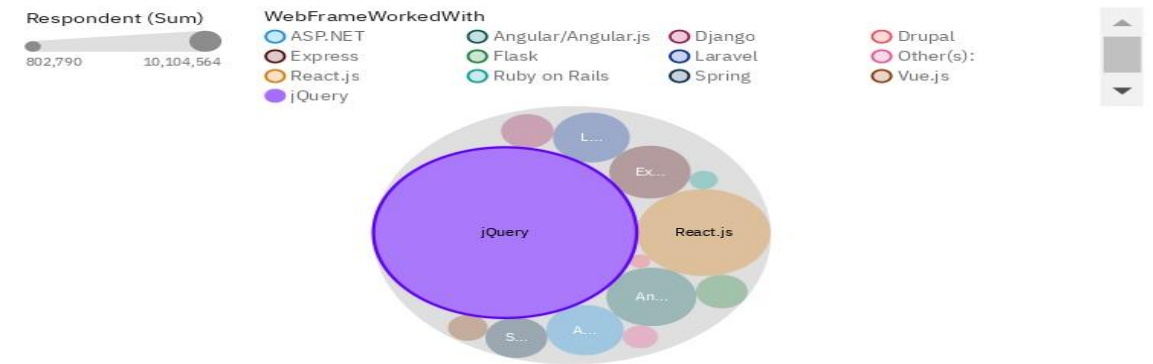 Respondent (Sum)
802,790 10,104,564
WebFrameWorkedWith
ASP.NET Angular/Angular.js Django Drupal
Express Flask Laravel Other(s):
React.js Ruby on Rails Spring Vue.js
jQuery
L...
Ex...
jQuery React.js
An...
A...
S...